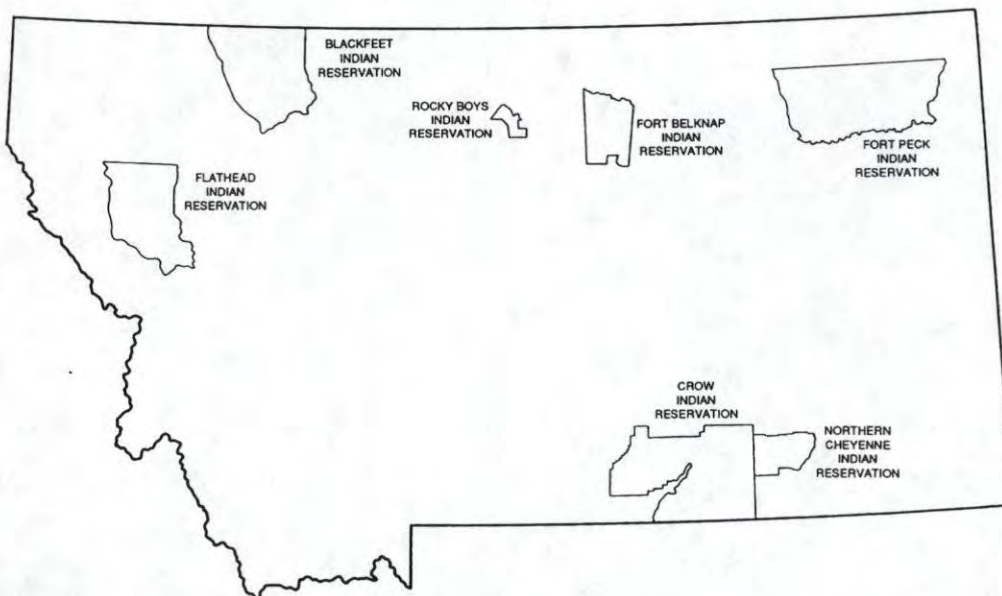 BLACKFEET
INDIAN
RESERVATION
ROCKY BOYS
INDIAN
RESERVATION
FORT BELKNAP
INDIAN
RESERVATION
FORT PECK
INDIAN
RESERVATION
FLATHEAD
INDIAN
RESERVATION
CROW
INDIAN
RESERVATION
NORTHERN
CHEYENNE
INDIAN
RESERVATION